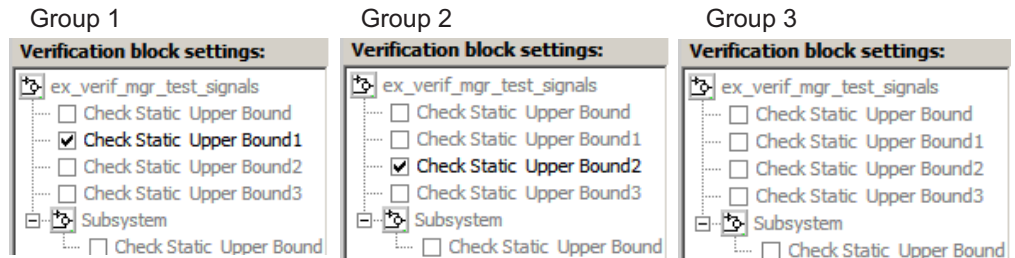 Group 1
Verification block settings:
ex_verif_mgr_test_signals
Check Static Upper Bound
Check Static Upper Bound1
Check Static Upper Bound2
Check Static Upper Bound3
Subsystem
Check Static Upper Bound
Group 2
Verification block settings:
ex_verif_mgr_test_signals
Check Static Upper Bound
Check Static Upper Bound1
Check Static Upper Bound2
Check Static Upper Bound3
Subsystem
Check Static Upper Bound
Group 3
Verification block settings:
ex_verif_mgr_test_signals
Check Static Upper Bound
Check Static Upper Bound1
Check Static Upper Bound2
Check Static Upper Bound3
Subsystem
Check Static Upper Bound